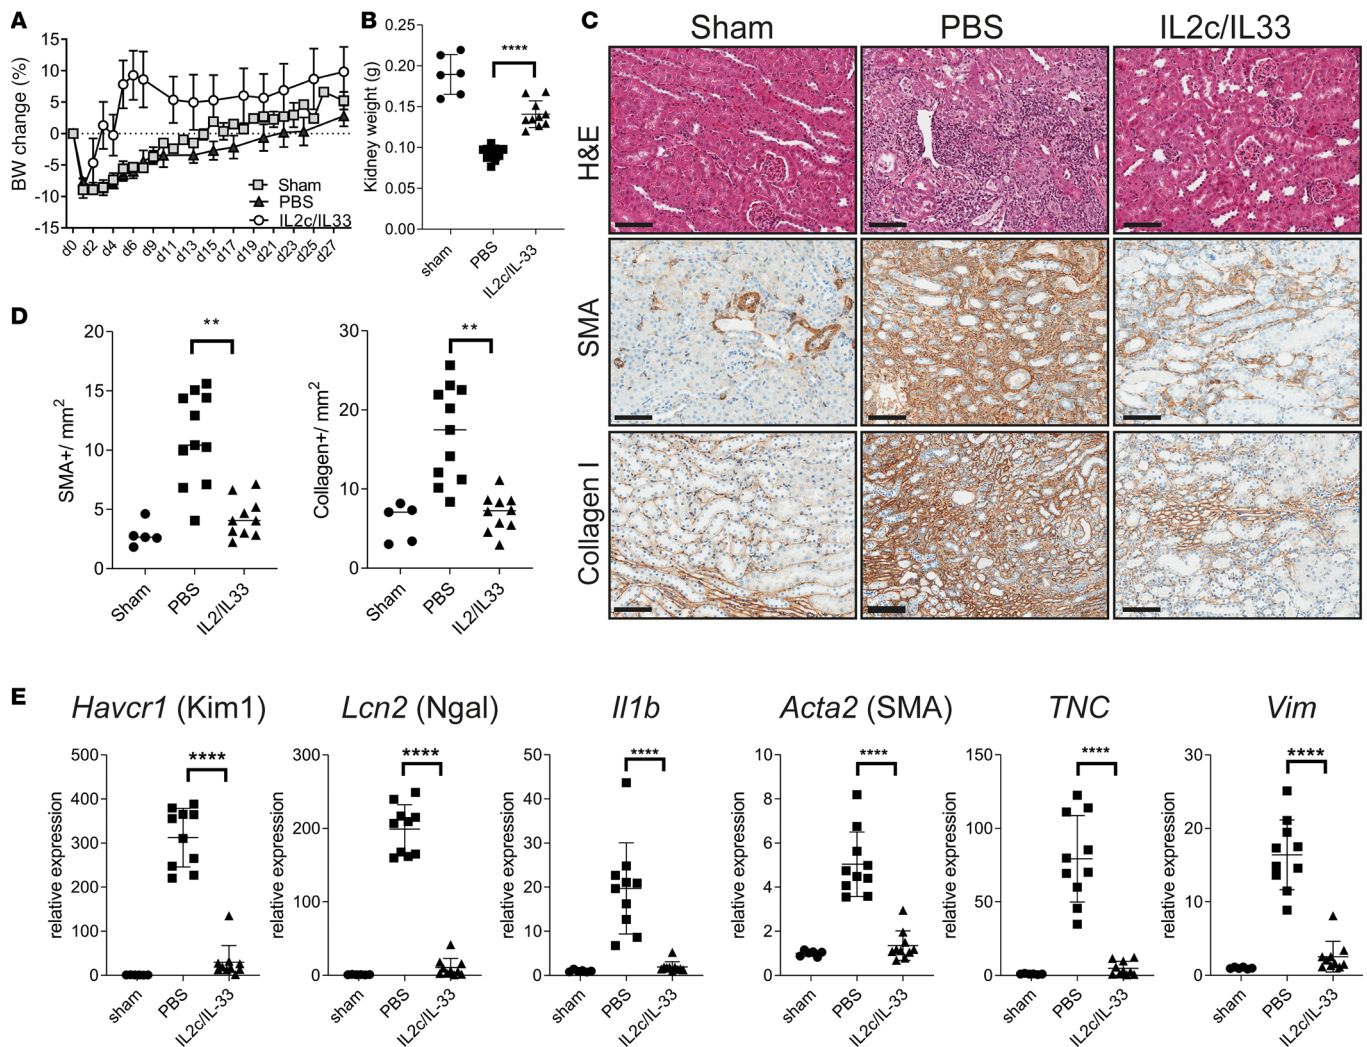 A
BW change (%)
15
10
5
0
-5
-10
-15
Sham
PBS
IL2c/IL33
d0
d2
d4
d6
d9
d11
d13
d15
d17
d19
d21
d23
d25
d27
B
Kidney weight (g)
0.25
0.20
0.15
0.10
0.05
0.00
****
sham
PBS
IL2c/IL-33
C
Sham
PBS
IL2c/IL33
H&E
SMA
Collagen I
D
SMA+/ mm2
20
15
10
5
0
**
Sham
PBS
IL2/IL33
Collagen+/ mm2
30
20
10
0
**
Sham
PBS
IL2/IL33
E
Havcr1 (Kim1)
relative expression
500
400
300
200
100
0
****
sham
PBS
IL2c/IL-33
Lcn2 (Ngal)
relative expression
300
200
100
0
****
sham
PBS
IL2c/IL-33
Il1b
relative expression
50
40
30
20
10
0
****
sham
PBS
IL2c/IL-33
Acta2 (SMA)
relative expression
10
8
6
4
2
0
****
sham
PBS
IL2c/IL-33
TNC
relative expression
150
100
50
0
****
sham
PBS
IL2c/IL-33
Vim
relative expression
30
20
10
0
****
sham
PBS
IL2c/IL-33